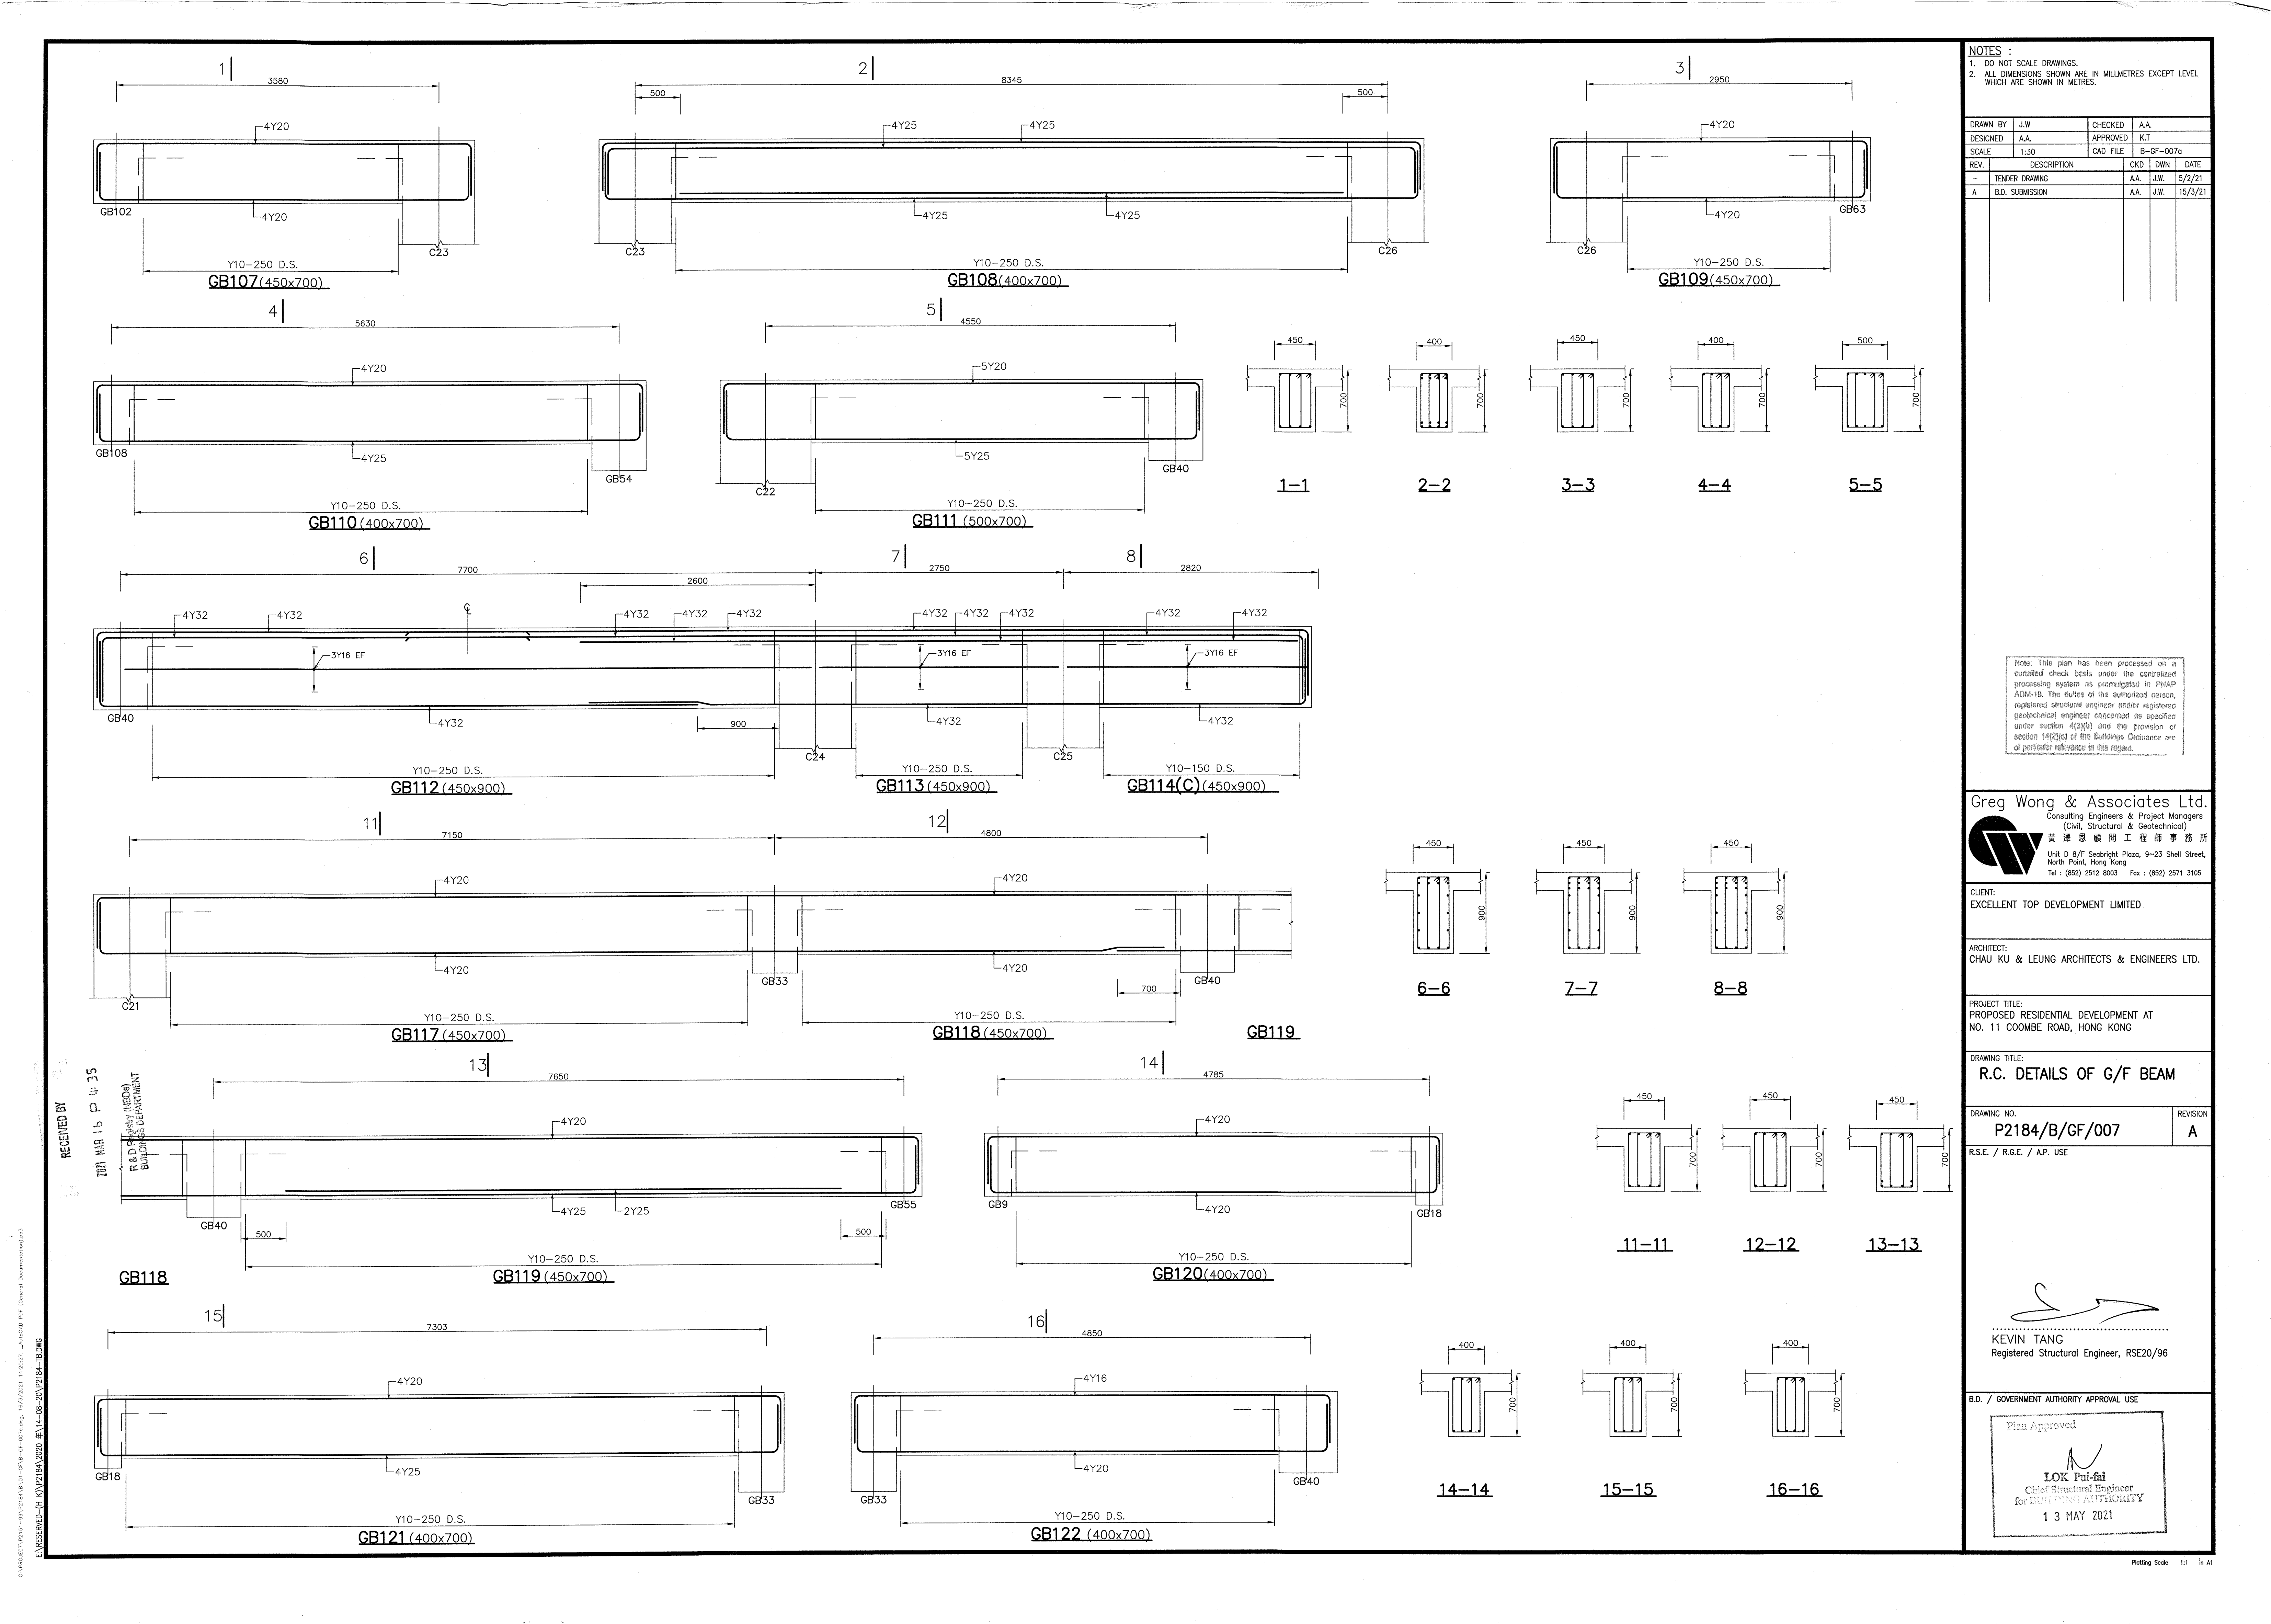 1
3580
4Y20
GB102
4Y20
C23
Y10-250 D.S.
GB107(450x700)
2
8345
500
500
4Y25
4Y25
4Y25
4Y25
C23
C26
Y10-250 D.S.
GB108(400x700)
3
2950
4Y20
GB63
4Y20
C26
Y10-250 D.S.
GB109(450x700)
4
5630
4Y20
GB108
4Y25
GB54
Y10-250 D.S.
GB110(400x700)
5
4550
5Y20
5Y25
GB40
C22
Y10-250 D.S.
GB111 (500x700)
450
700
1-1
400
700
2-2
450
700
3-3
400
700
4-4
500
700
5-5
6
7700
2600
7
2750
8
2820
4Y32
4Y32
℄
4Y32
4Y32
4Y32
4Y32
4Y32
4Y32
4Y32
4Y32
3Y16 EF
3Y16 EF
3Y16 EF
GB40
4Y32
900
4Y32
4Y32
C24
C25
Y10-250 D.S.
GB112(450x900)
Y10-250 D.S.
GB113(450x900)
Y10-150 D.S.
GB114(C)(450x900)
11
7150
12
4800
4Y20
4Y20
4Y20
4Y20
GB33
GB40
C21
700
Y10-250 D.S.
GB117(450x700)
Y10-250 D.S.
GB118(450x700)
GB119
450
900
6-6
450
900
7-7
450
900
8-8
13
7650
4Y20
4Y25
2Y25
GB40
GB55
500
500
Y10-250 D.S.
GB118
GB119(450x700)
14
4785
4Y20
GB9
4Y20
GB18
Y10-250 D.S.
GB120(400x700)
450
700
11-11
450
700
12-12
450
700
13-13
15
7303
4Y20
GB18
4Y25
GB33
Y10-250 D.S.
GB121(400x700)
16
4850
4Y16
4Y20
GB33
GB40
Y10-250 D.S.
GB122 (400x700)
400
700
14-14
400
700
15-15
400
700
16-16
RECEIVED BY
2021 MAR 16 P 4: 35
R & D Registry (NBDs)
BUILDINGS DEPARTMENT
E:\RESERVED-(H K)\P2184\2020 年\14-08-20\P2184-TB.DWG
NOTES :
1. DO NOT SCALE DRAWINGS.
2. ALL DIMENSIONS SHOWN ARE IN MILLMETRES EXCEPT LEVEL
WHICH ARE SHOWN IN METRES.
DRAWN BY J.W CHECKED A.A.
DESIGNED A.A. APPROVED K.T
SCALE 1:30 CAD FILE B-GF-007a
REV. DESCRIPTION CKD DWN DATE
- TENDER DRAWING A.A. J.W. 5/2/21
A B.D. SUBMISSION A.A. J.W. 15/3/21
Note: This plan has been processed on a
curtailed check basis under the centralized
processing system as promulgated in PNAP
ADM-19. The duties of the authorized person,
registered structural engineer and/or registered
geotechnical engineer concerned as specified
under section 4(3)(b) and the provision of
section 14(2)(c) of the Buildings Ordinance are
of particular relevance in this regard.
Greg Wong & Associates Ltd.
Consulting Engineers & Project Managers
(Civil, Structural & Geotechnical)
黃澤恩顧問工程師事務所
Unit D 8/F Seabright Plaza, 9~23 Shell Street,
North Point, Hong Kong
Tel : (852) 2512 8003 Fax : (852) 2571 3105
CLIENT:
EXCELLENT TOP DEVELOPMENT LIMITED
ARCHITECT:
CHAU KU & LEUNG ARCHITECTS & ENGINEERS LTD.
PROJECT TITLE:
PROPOSED RESIDENTIAL DEVELOPMENT AT
NO. 11 COOMBE ROAD, HONG KONG
DRAWING TITLE:
R.C. DETAILS OF G/F BEAM
DRAWING NO. REVISION
P2184/B/GF/007 A
R.S.E. / R.G.E. / A.P. USE
KEVIN TANG
Registered Structural Engineer, RSE20/96
B.D. / GOVERNMENT AUTHORITY APPROVAL USE
Plan Approved
LOK Pui-fai
Chief Structural Engineer
for BUILDING AUTHORITY
13 MAY 2021
Plotting Scale 1:1 in A1